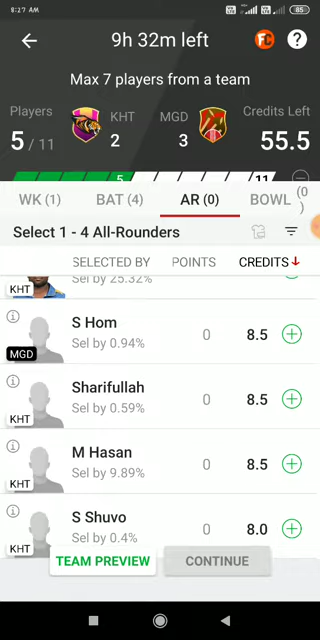 8:27 AM
85
9h 32m left
FC
?
Max 7 players from a team
Players
KHT
MGD
Credits Left
5 / 11
2
3
55.5
5
11
WK (1)
BAT (4)
AR (0)
BOWL (0)
Select 1 - 4 All-Rounders
SELECTED BY
POINTS
CREDITS
KHT
Sel by 25.32%
S Hom
MGD
Sel by 0.94%
0
8.5
Sharifullah
KHT
Sel by 0.59%
0
8.5
M Hasan
KHT
Sel by 9.89%
0
8.5
S Shuvo
KHT
Sel by 0.4%
0
8.0
TEAM PREVIEW
CONTINUE